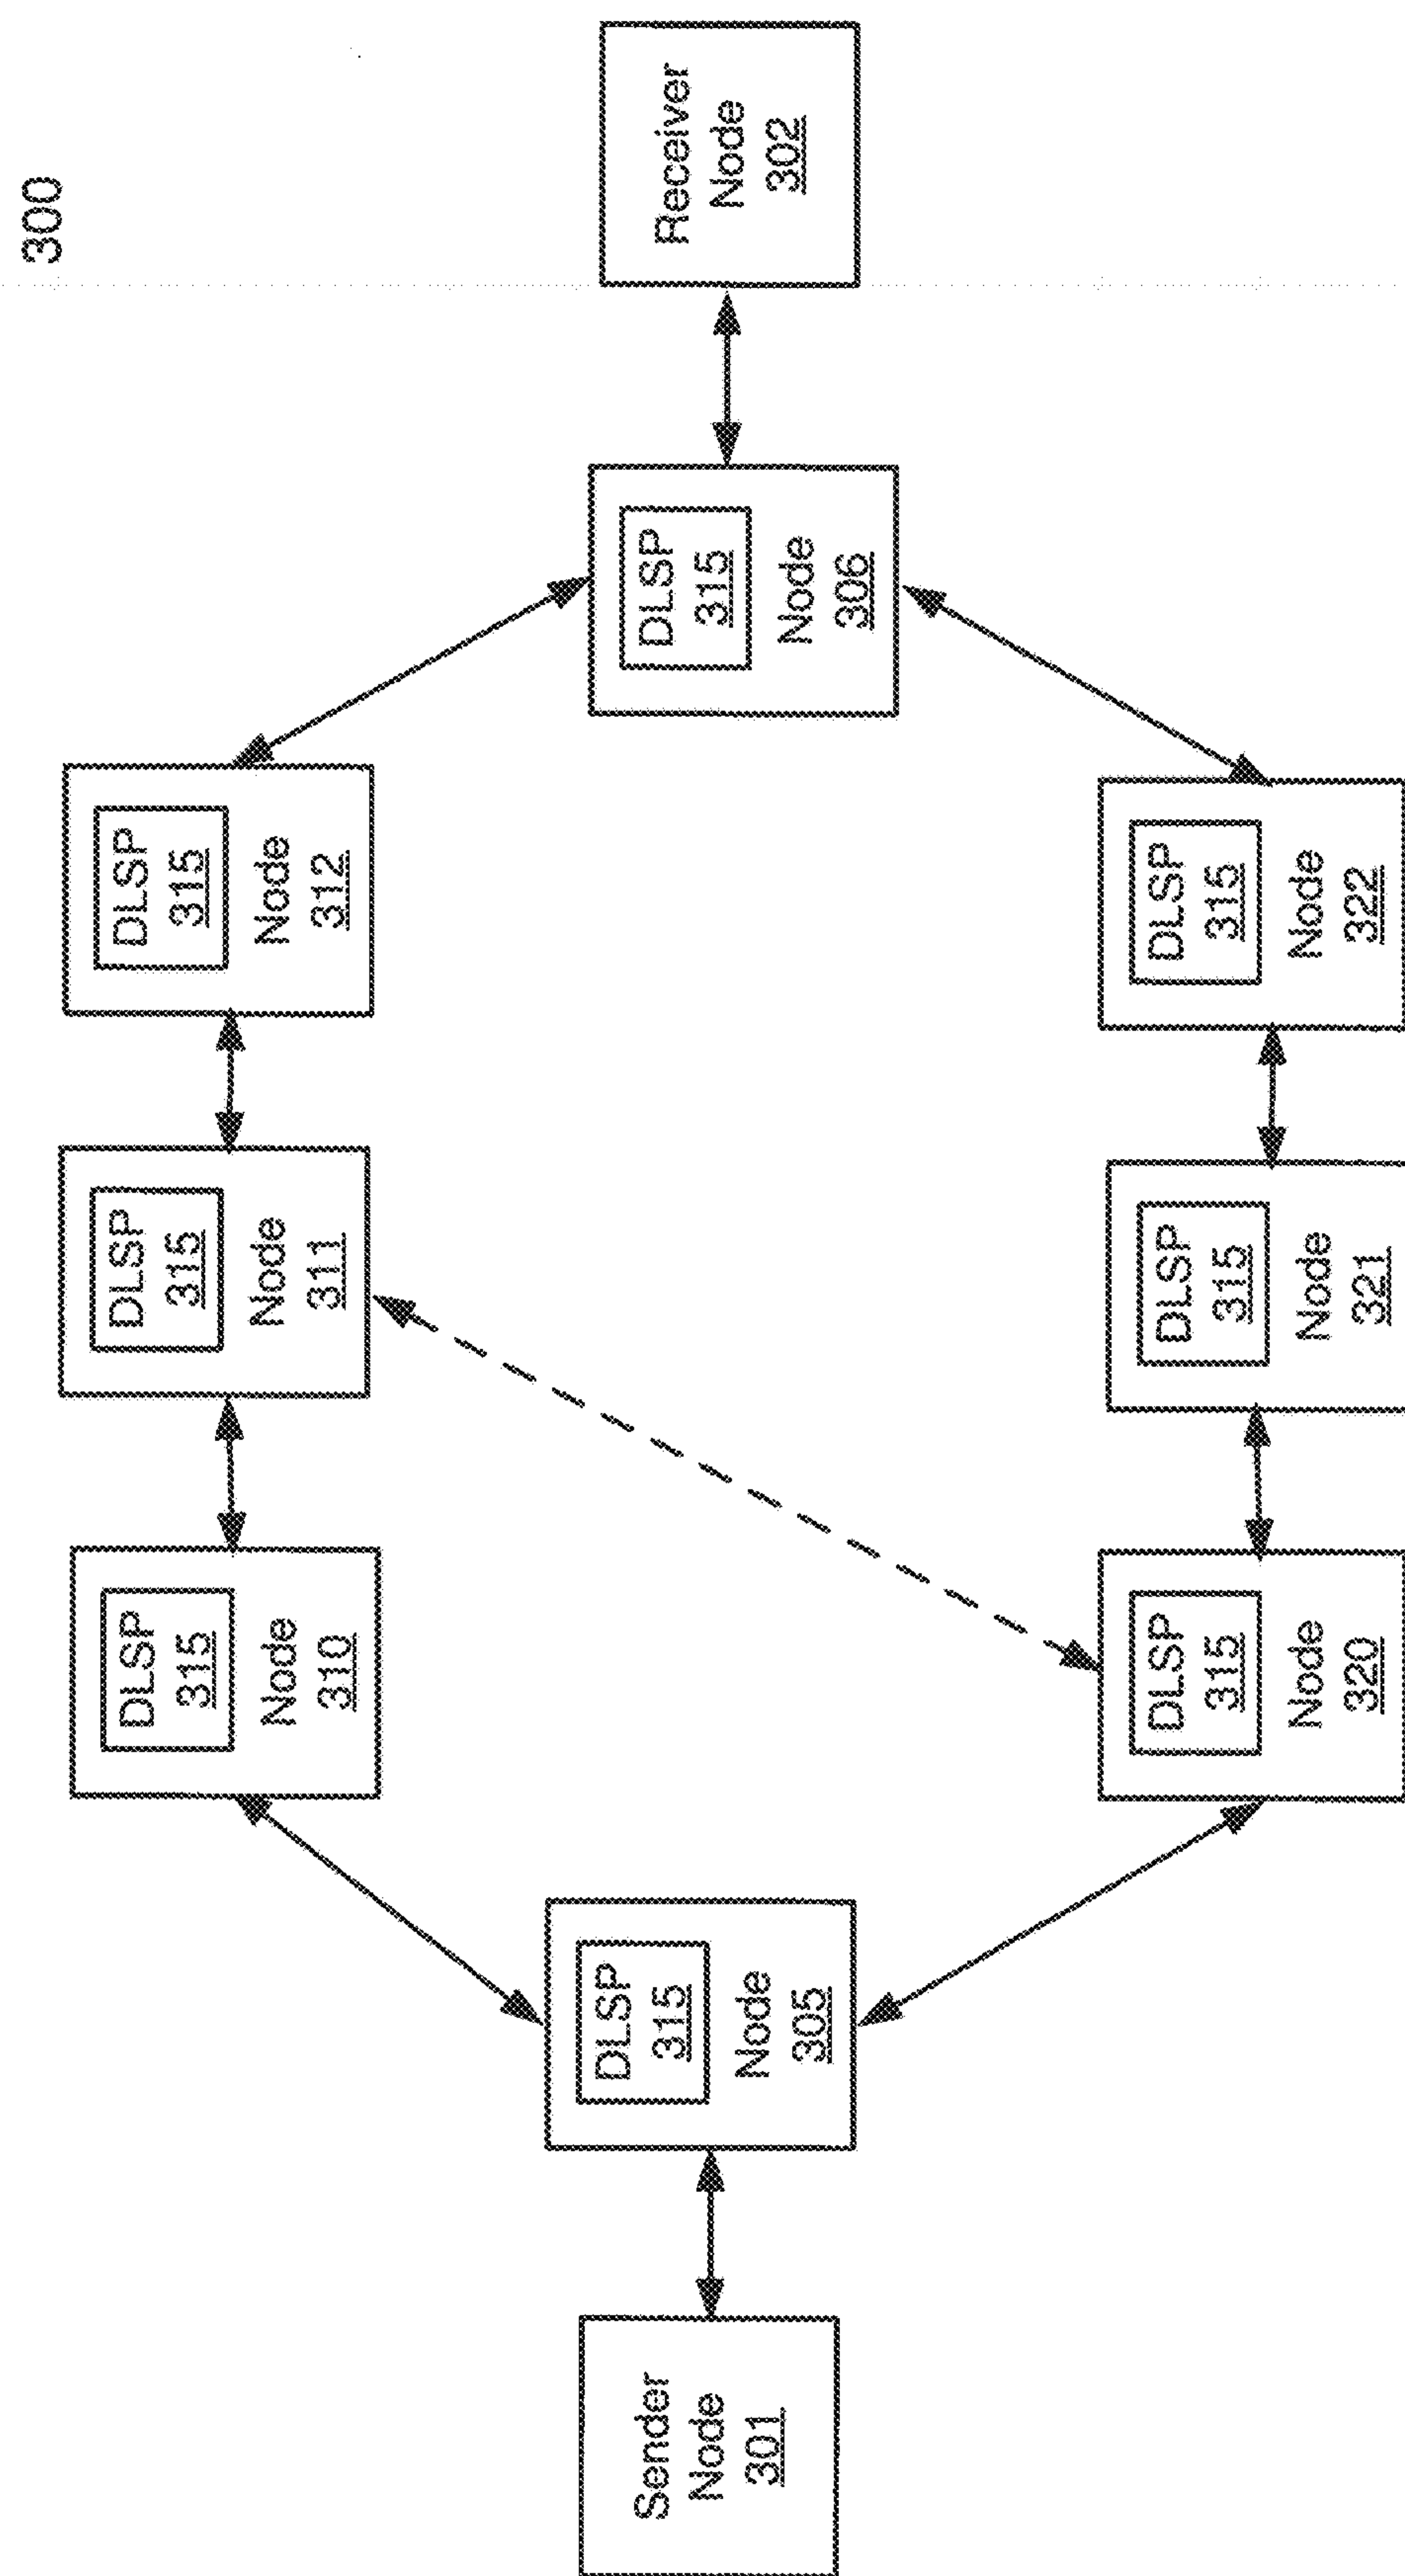 300
DLSP
315
Node
310
DLSP
315
Node
311
DLSP
315
Node
312
Sender
Node
301
DLSP
315
Node
305
DLSP
315
Node
306
Receiver
Node
302
DLSP
315
Node
320
DLSP
315
Node
321
DLSP
315
Node
322